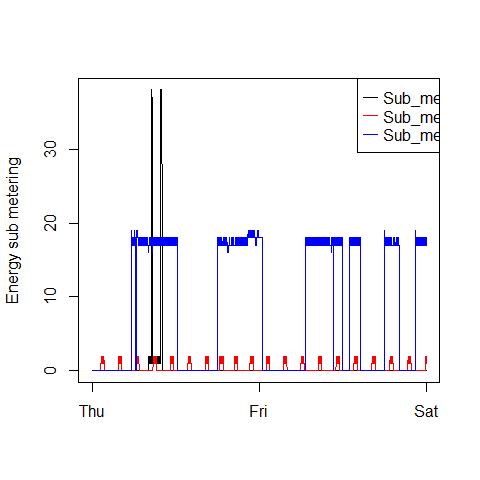 Sub_me
Sub_me
Sub_me
Energy sub metering
30
20
10
0
Thu Fri Sat